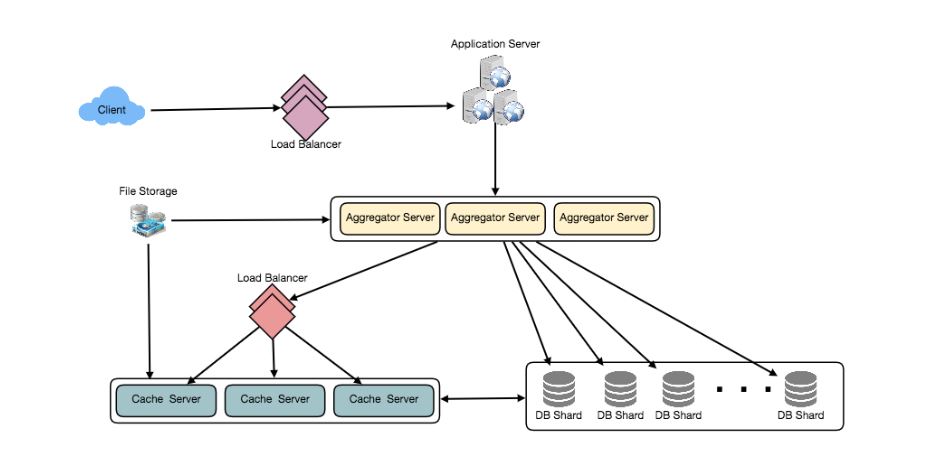 Application Server
Client
Load Balancer
File Storage
Aggregator Server
Aggregator Server
Aggregator Server
Load Balancer
Cache Server
Cache Server
Cache Server
DB Shard
DB Shard
DB Shard
DB Shard